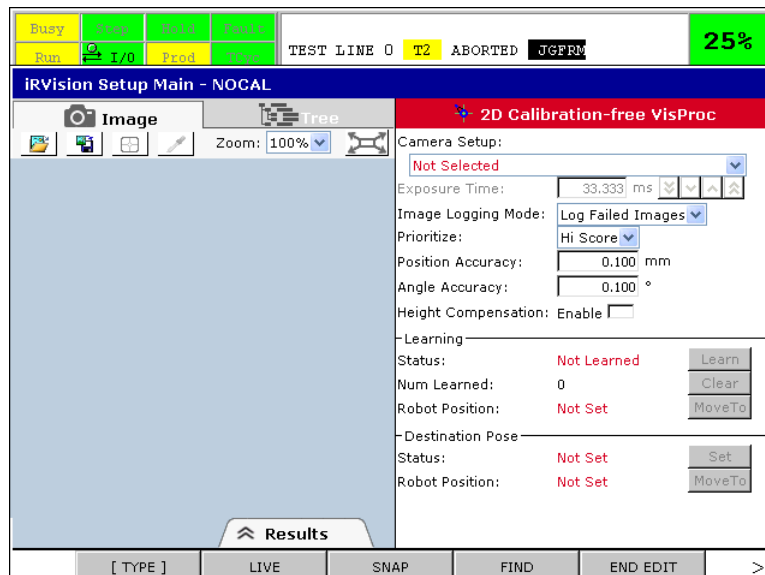 Busy Step Hold Fault
Run I/O Prod TCyc
TEST LINE 0 T2 ABORTED JGFRM
25%
iRVision Setup Main - NOCAL
Image Tree
2D Calibration-free VisProc
Zoom: 100%
Camera Setup:
Not Selected
Exposure Time: 33.333 ms
Image Logging Mode: Log Failed Images
Prioritize: Hi Score
Position Accuracy: 0.100 mm
Angle Accuracy: 0.100 °
Height Compensation: Enable
Learning
Status: Not Learned Learn
Num Learned: 0 Clear
Robot Position: Not Set MoveTo
Destination Pose
Status: Not Set Set
Robot Position: Not Set MoveTo
Results
[ TYPE ] LIVE SNAP FIND END EDIT >